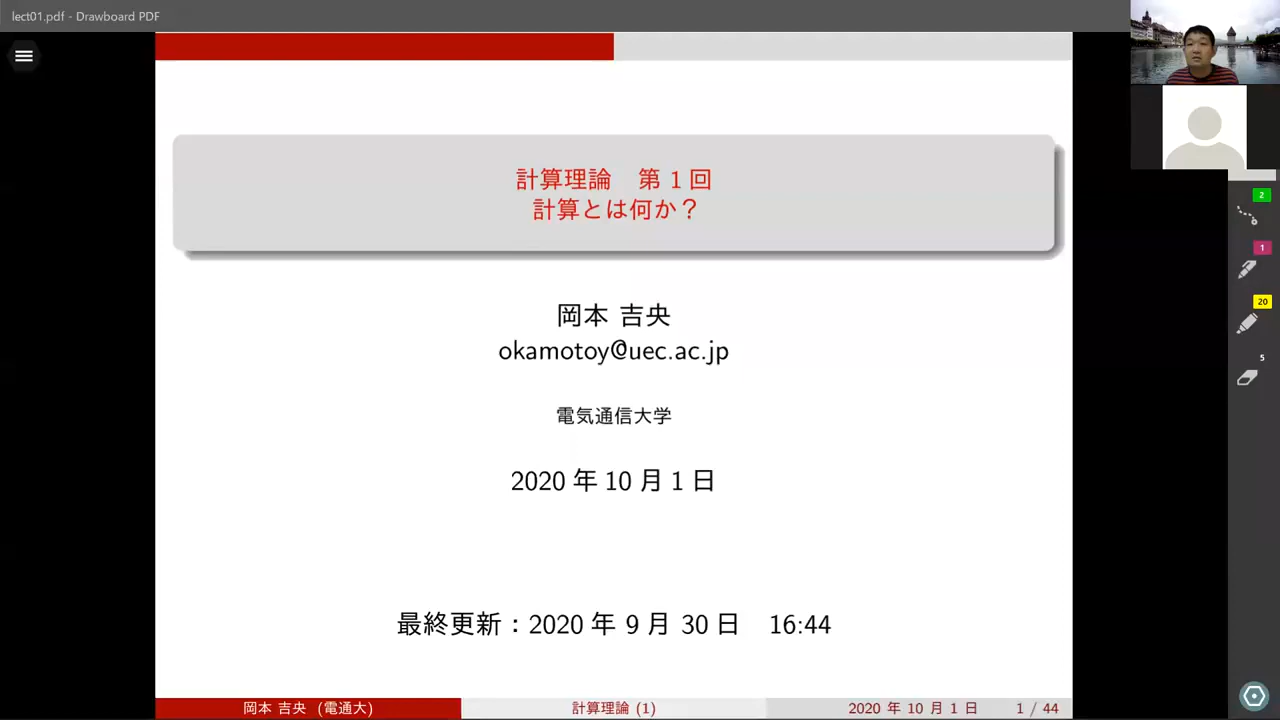 lect01.pdf - Drawboard PDF
計算理論　第 1 回
計算とは何か？
岡本 吉央
okamotoy@uec.ac.jp
電気通信大学
2020 年 10 月 1 日
最終更新：2020 年 9 月 30 日　16:44
岡本 吉央 (電通大)
計算理論 (1)
2020 年 10 月 1 日
1 / 44
2
1
20
5